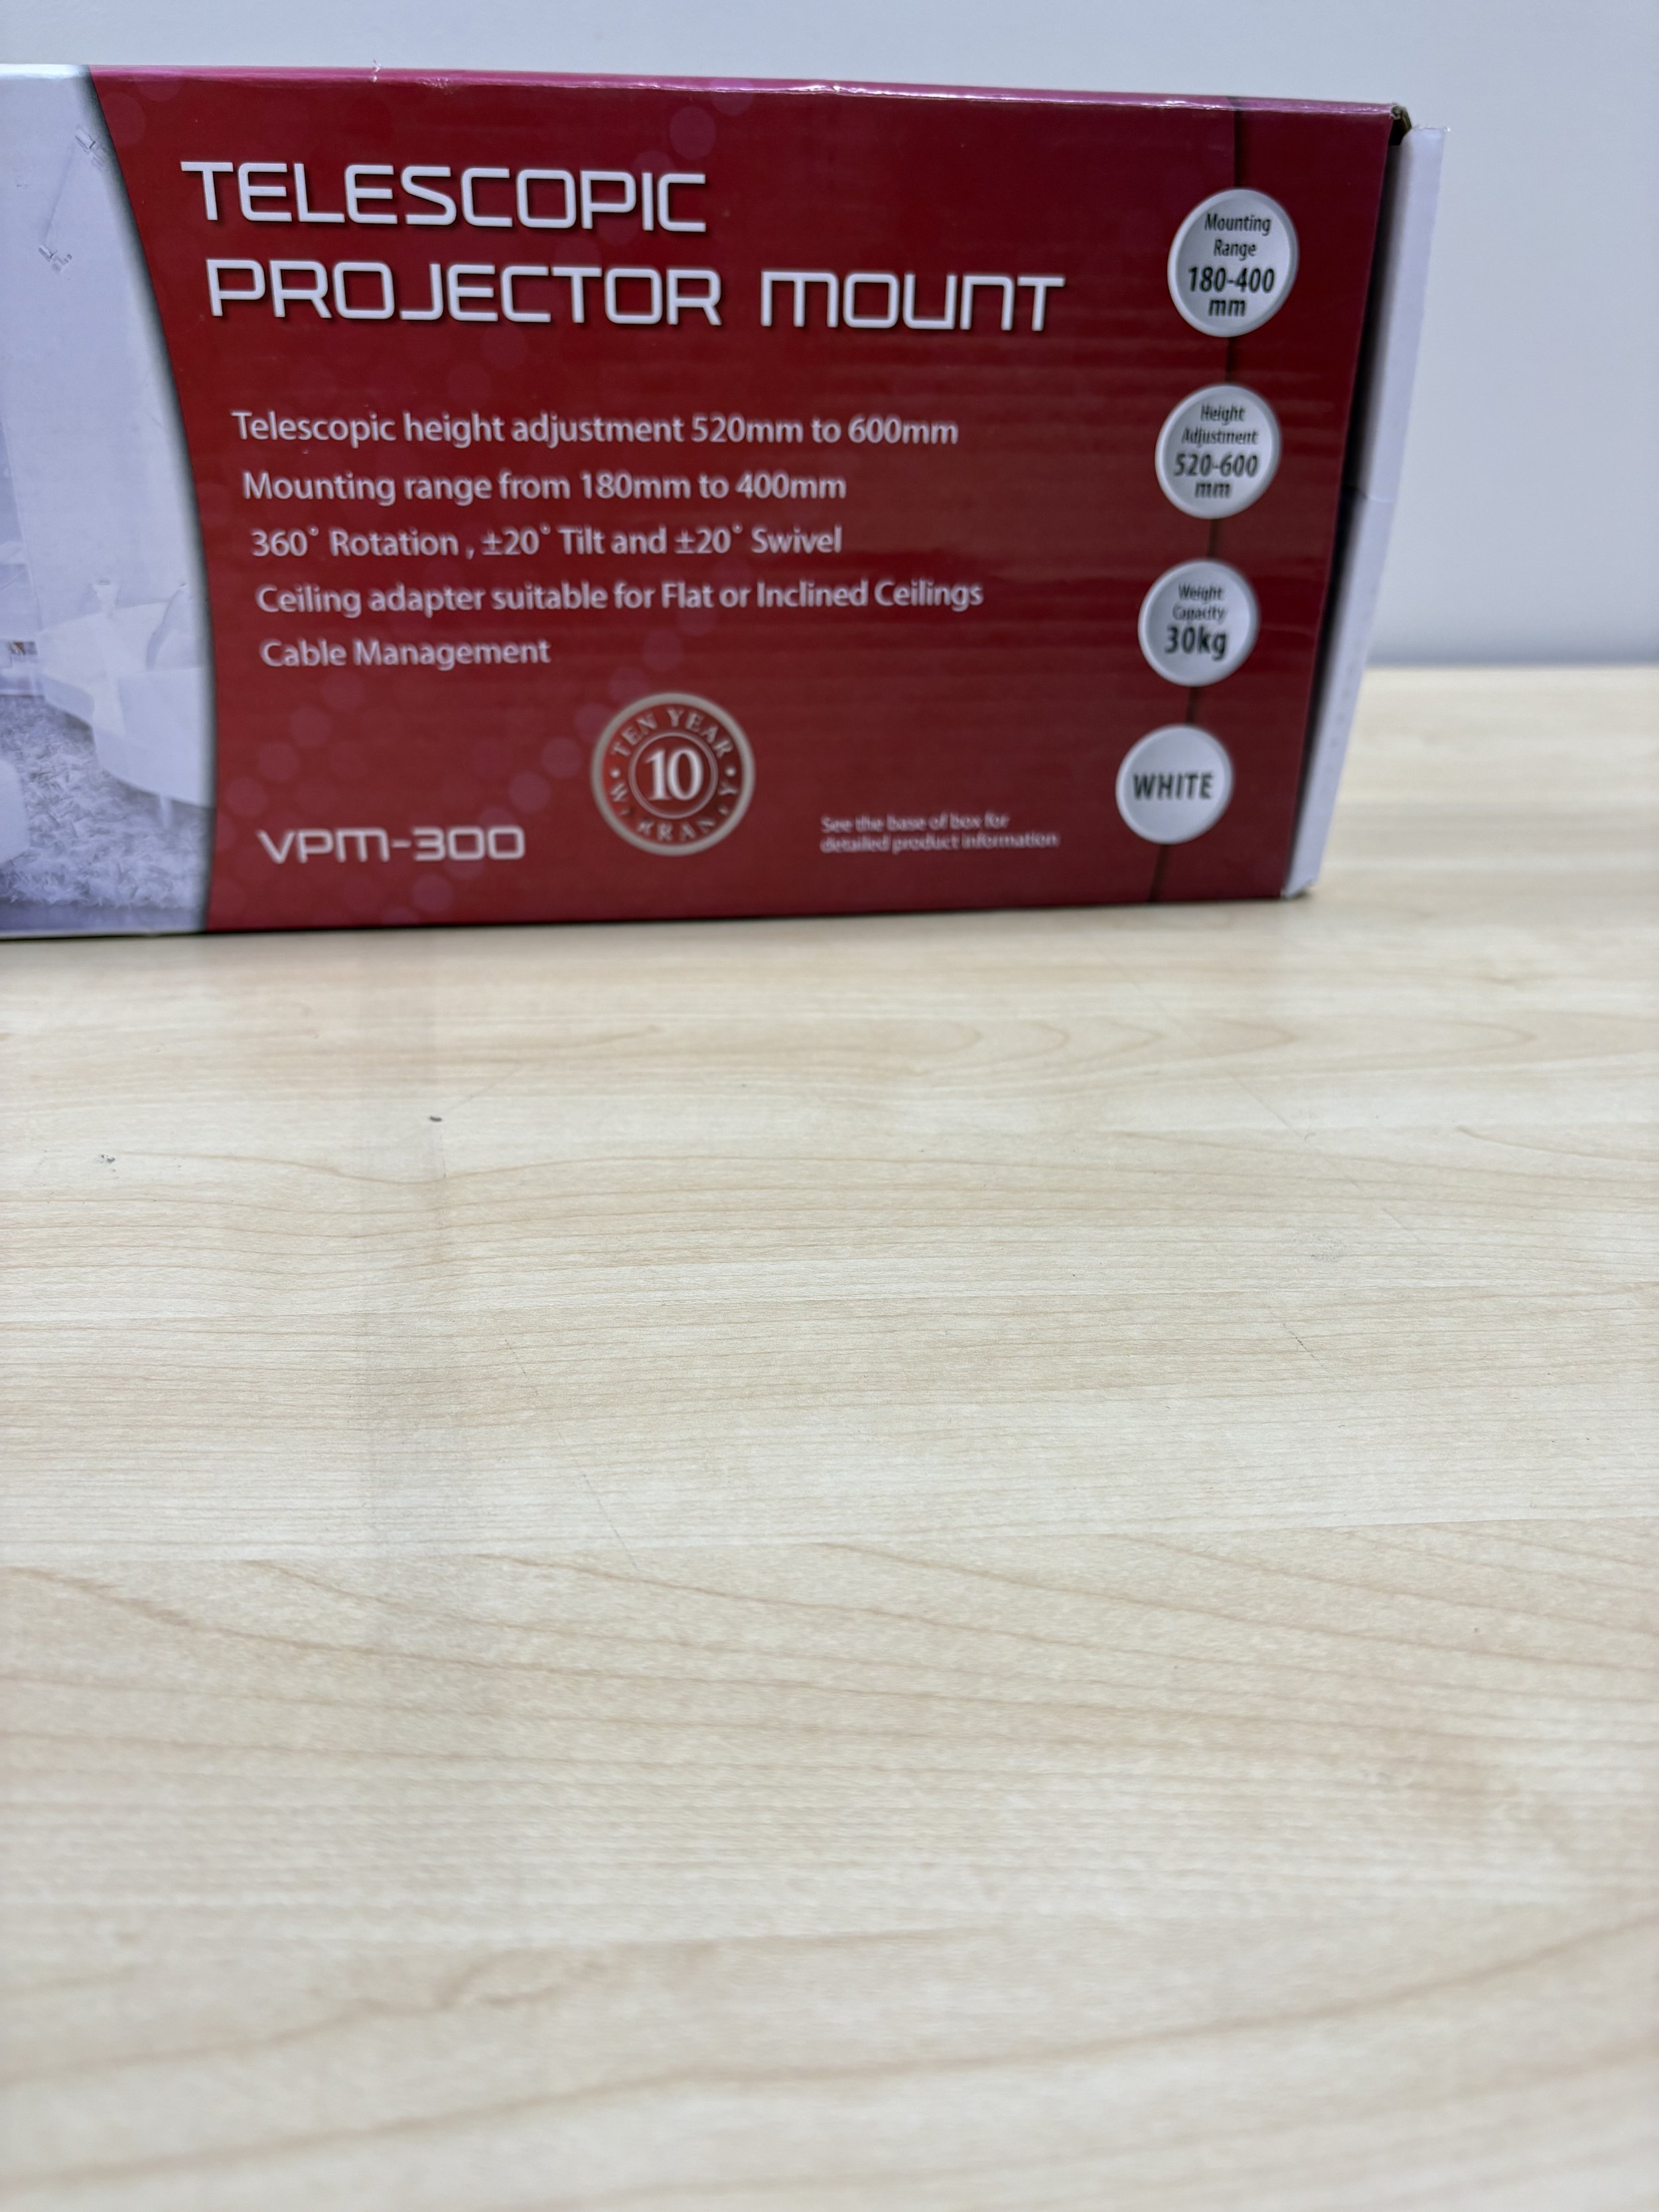 TELESCOPIC
PROJECTOR MOUNT
Telescopic height adjustment 520mm to 600mm
Mounting range from 180mm to 400mm
360° Rotation , ±20° Tilt and ±20° Swivel
Ceiling adapter suitable for Flat or Inclined Ceilings
Cable Management
VPM-300
TEN YEAR
10
WARRANTY
See the base of box for
detailed product information
Mounting
Range
180-400
mm
Height
Adjustment
520-600
mm
Weight
Capacity
30kg
WHITE